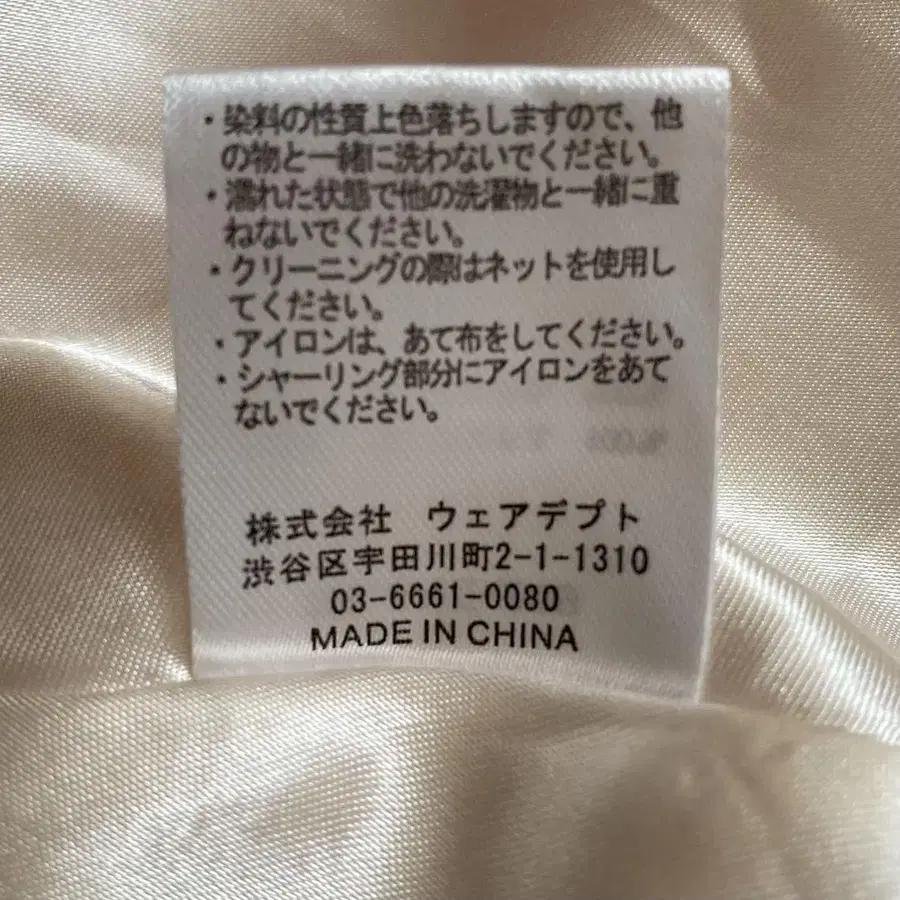 ・染料の性質上色落ちしますので、他
の物と一緒に洗わないでください。
・濡れた状態で他の洗濯物と一緒に重
ねないでください。
・クリーニングの際はネットを使用し
てください。
・アイロンは、あて布をしてください。
・シャーリング部分にアイロンをあて
ないでください。
株式会社 ウェアデプト
渋谷区宇田川町2-1-1310
03-6661-0080
MADE IN CHINA